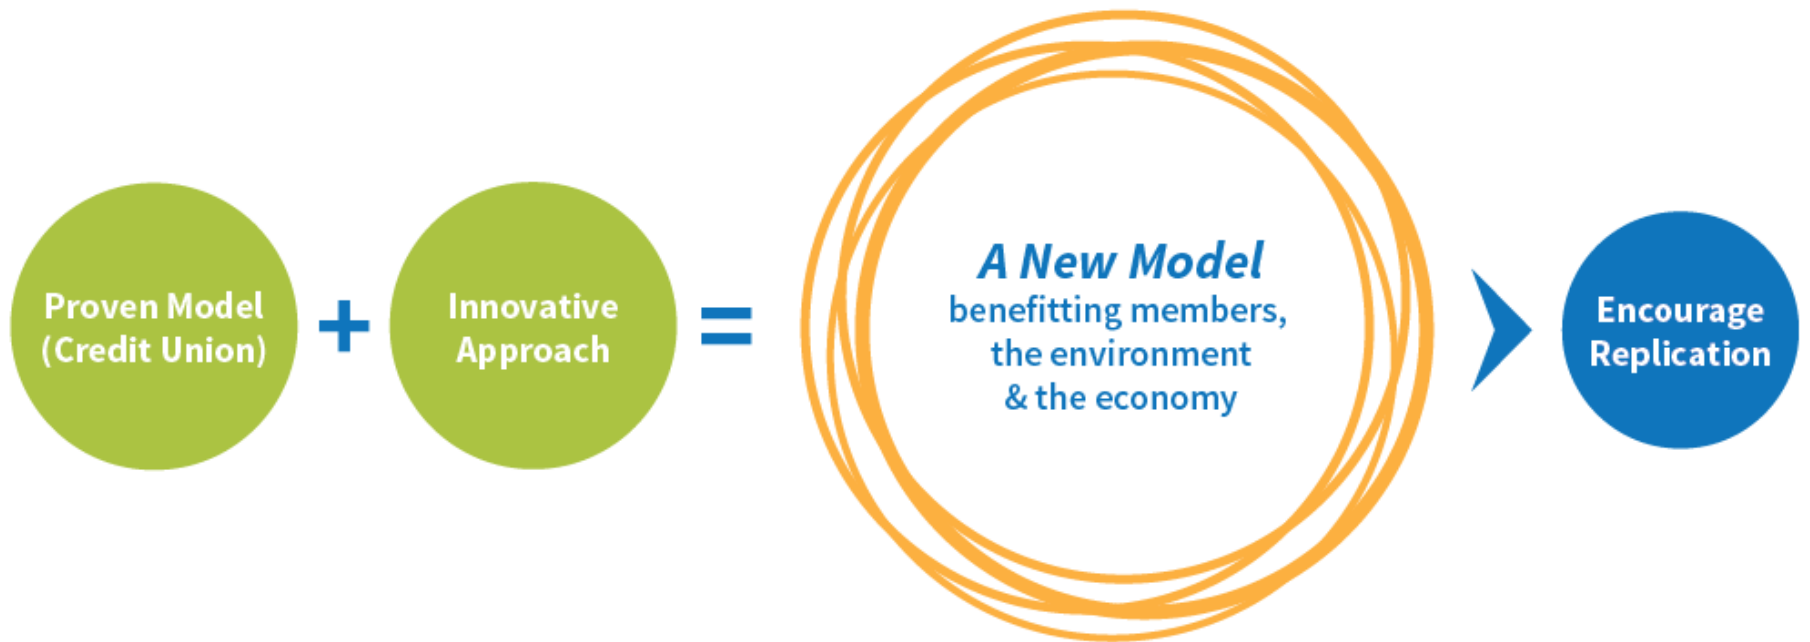 Proven Model
(Credit Union)
+
Innovative
Approach
=
A New Model
benefitting members,
the environment
& the economy
Encourage
Replication